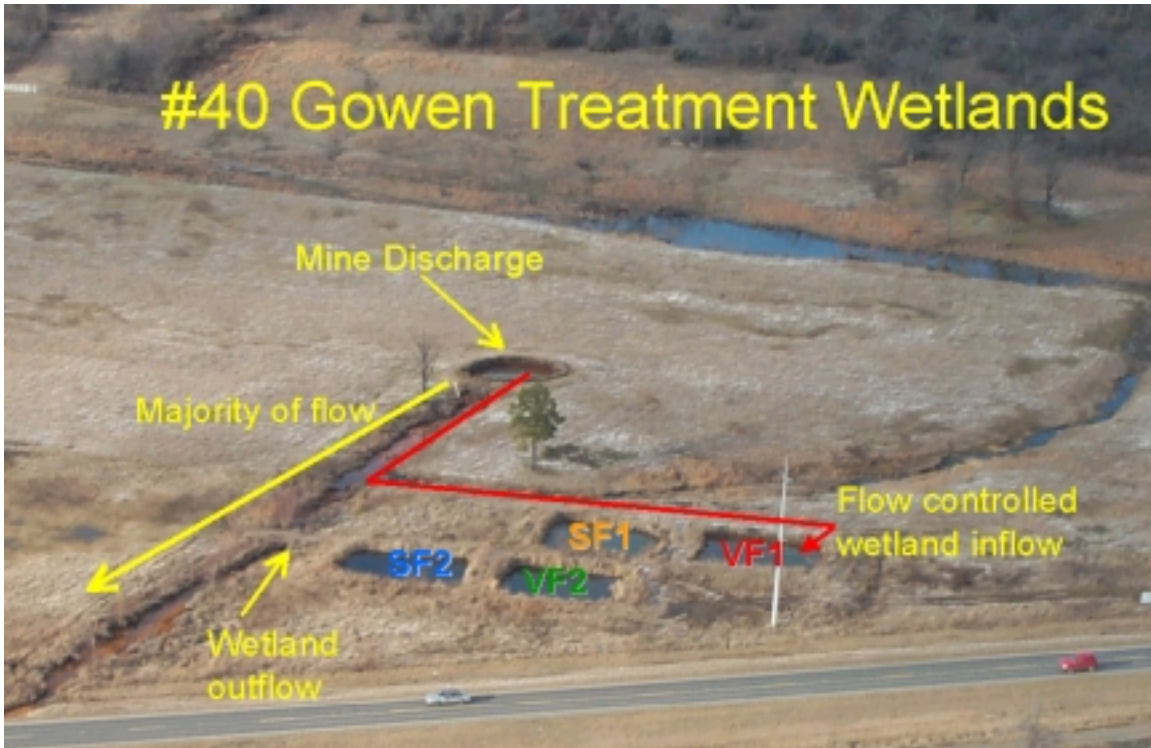 #40 Gowen Treatment Wetlands
Mine Discharge
Majority of flow
Flow controlled
wetland inflow
SF1
VF1
SF2
VF2
Wetland
outflow